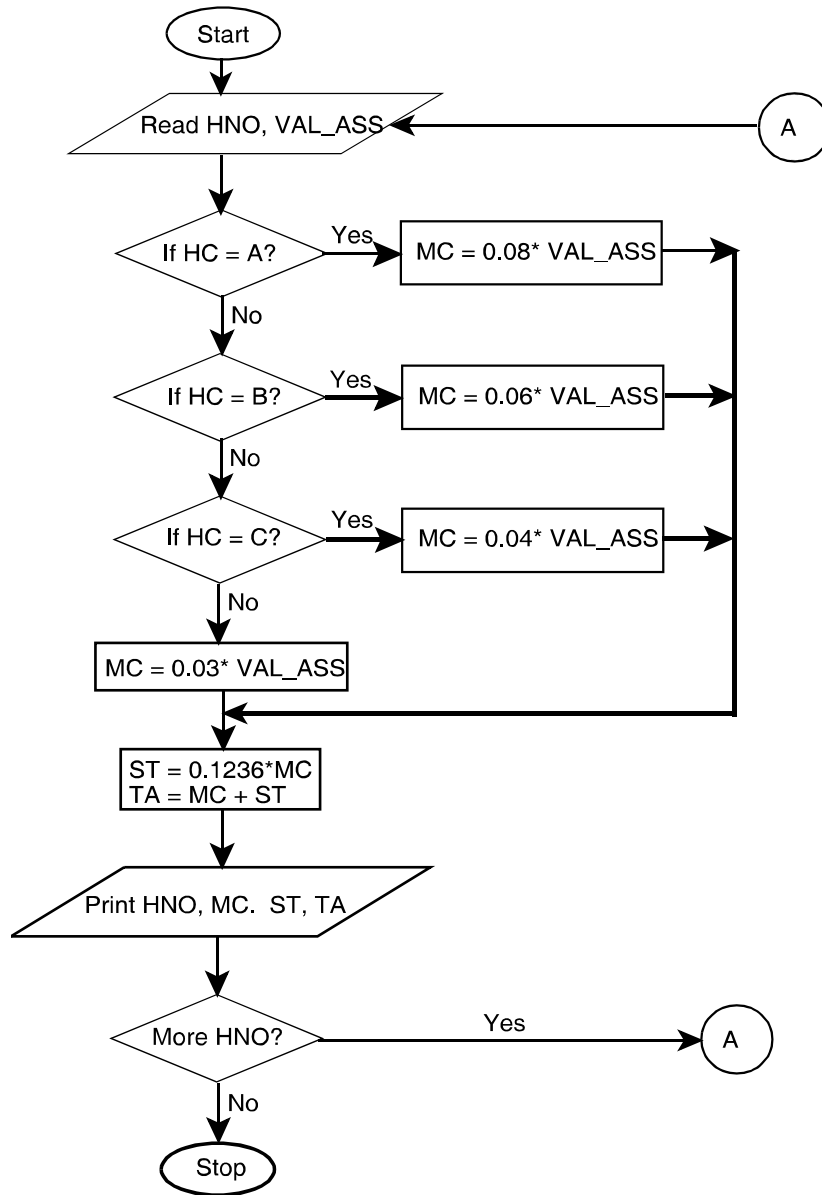 Start
Read HNO, VAL_ASS
A
If HC = A?
Yes
MC = 0.08* VAL_ASS
No
If HC = B?
Yes
MC = 0.06* VAL_ASS
No
If HC = C?
Yes
MC = 0.04* VAL_ASS
No
MC = 0.03* VAL_ASS
ST = 0.1236*MC
TA = MC + ST
Print HNO, MC. ST, TA
More HNO?
Yes
A
No
Stop